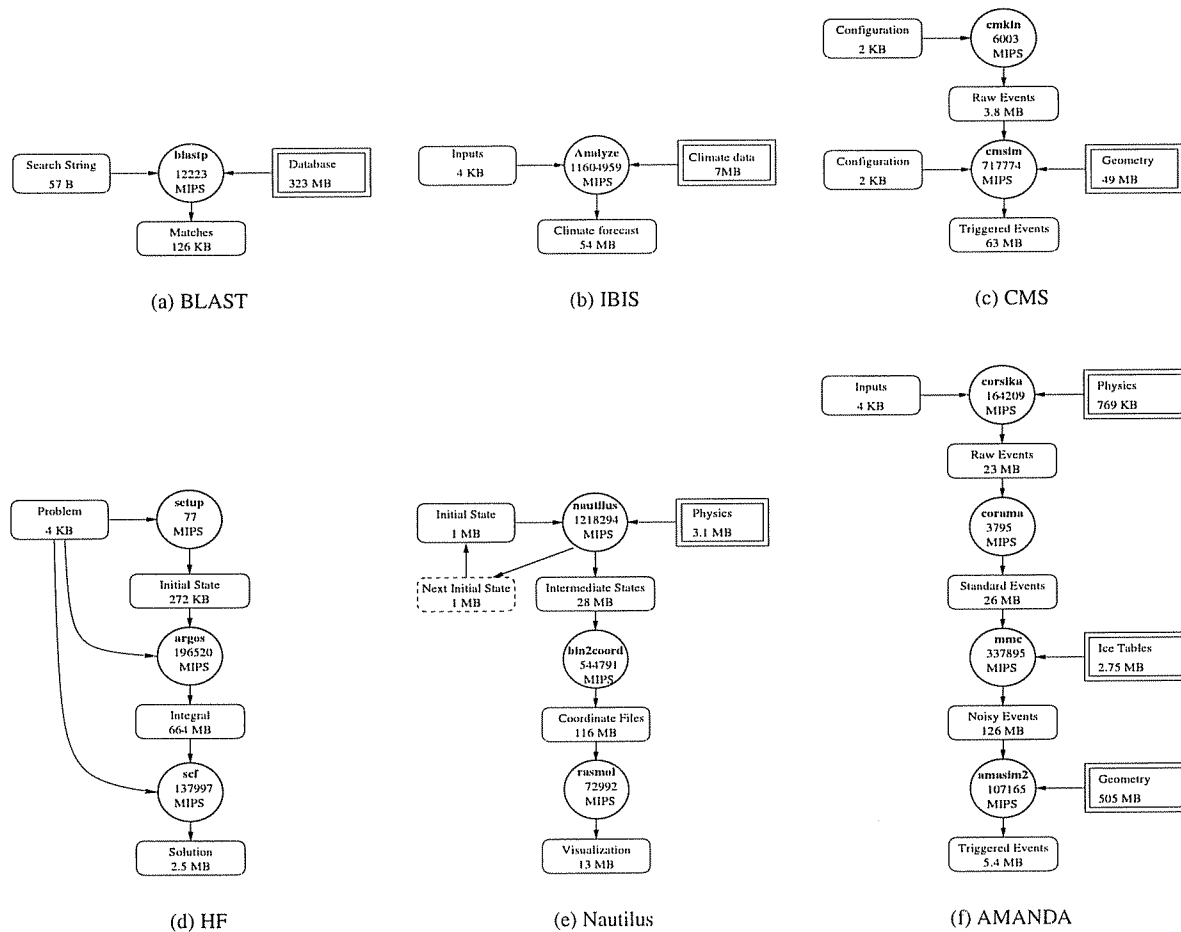 Search String
57 B
blastp
12223
MIPS
Database
323 MB
Matches
126 KB
(a) BLAST
Inputs
4 KB
Analyze
11604959
MIPS
Climate data
7MB
Climate forecast
54 MB
(b) IBIS
Configuration
2 KB
cmkin
6003
MIPS
Raw Events
3.8 MB
Configuration
2 KB
cmsim
717774
MIPS
Geometry
49 MB
Triggered Events
63 MB
(c) CMS
Problem
4 KB
setup
77
MIPS
Initial State
272 KB
argos
196520
MIPS
Integral
664 MB
scf
137997
MIPS
Solution
2.5 MB
(d) HF
Initial State
1 MB
nautilus
1218294
MIPS
Physics
3.1 MB
Next Initial State
1 MB
Intermediate States
28 MB
bin2coord
544791
MIPS
Coordinate Files
116 MB
rasmol
72992
MIPS
Visualization
13 MB
(e) Nautilus
Inputs
4 KB
corsika
164209
MIPS
Physics
769 KB
Raw Events
23 MB
corama
3795
MIPS
Standard Events
26 MB
mmc
337895
MIPS
Ice Tables
2.75 MB
Noisy Events
126 MB
amasim2
107165
MIPS
Geometry
505 MB
Triggered Events
5.4 MB
(f) AMANDA